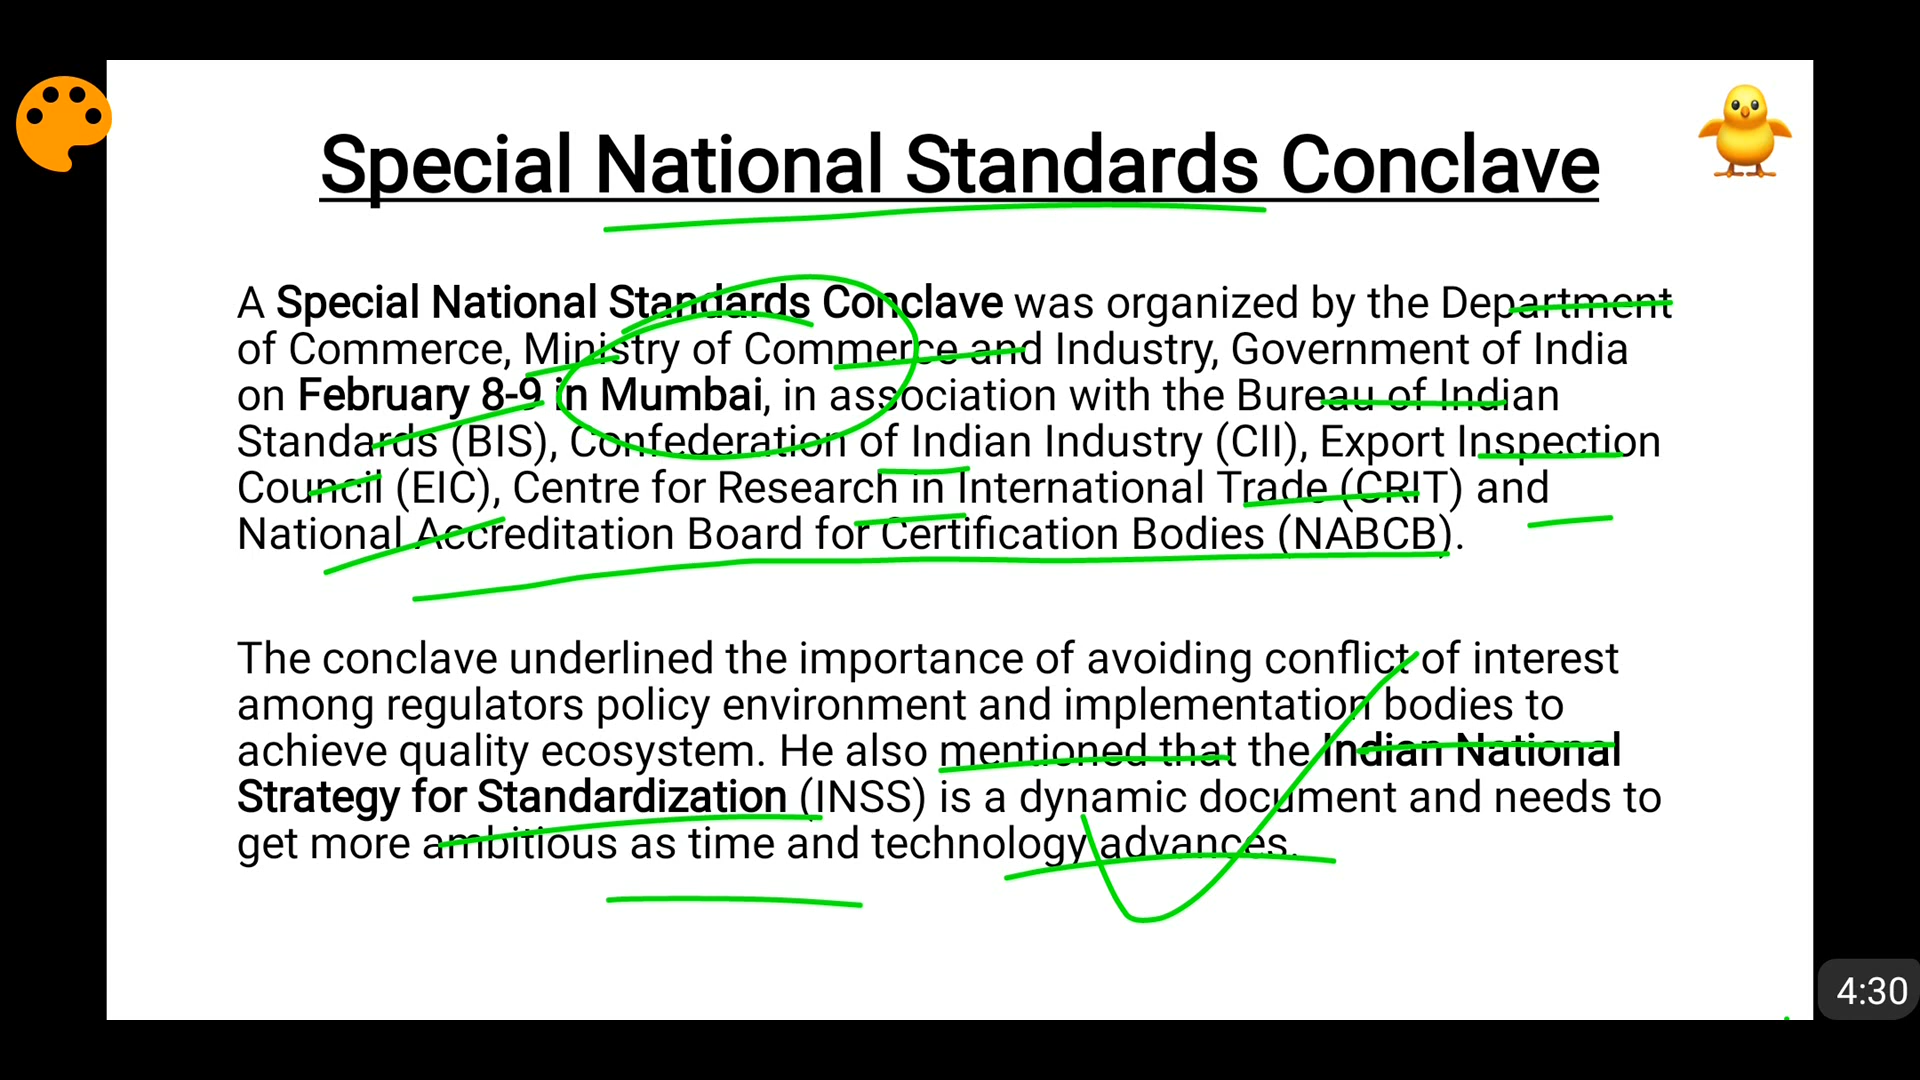 Special National Standards Conclave
A Special National Standards Conclave was organized by the Department
of Commerce, Ministry of Commerce and Industry, Government of India
on February 8-9 in Mumbai, in association with the Bureau of Indian
Standards (BIS), Confederation of Indian Industry (CII), Export Inspection
Council (EIC), Centre for Research in International Trade (CRIT) and
National Accreditation Board for Certification Bodies (NABCB).
The conclave underlined the importance of avoiding conflict of interest
among regulators policy environment and implementation bodies to
achieve quality ecosystem. He also mentioned that the Indian National
Strategy for Standardization (INSS) is a dynamic document and needs to
get more ambitious as time and technology advances.
4:30